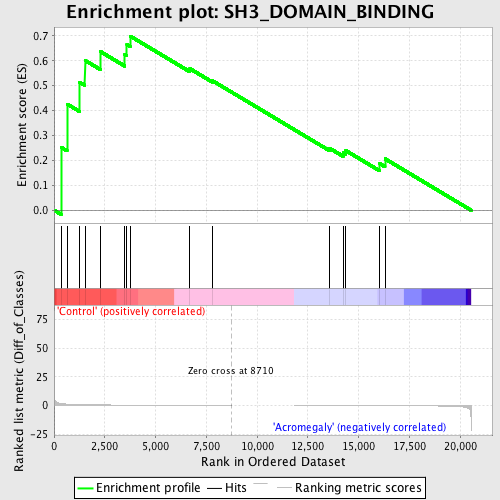 Enrichment plot: SH3_DOMAIN_BINDING
Enrichment score (ES)
0.7
0.6
0.5
0.4
0.3
0.2
0.1
0.0
'Control' (positively correlated)
Ranked list metric (Diff_of_Classes)
75
50
25
0
-25
Zero cross at 8710
'Acromegaly' (negatively correlated)
0 2,500 5,000 7,500 10,000 12,500 15,000 17,500 20,000
Rank in Ordered Dataset
Enrichment profile Hits Ranking metric scores